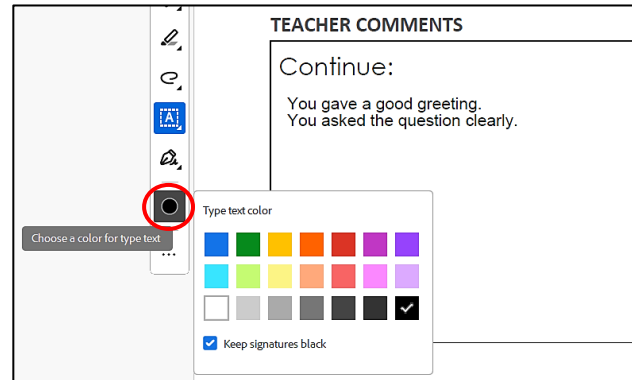 TEACHER COMMENTS
Continue:
You gave a good greeting.
You asked the question clearly.
A
Type text color
Choose a color for type text
Keep signatures black